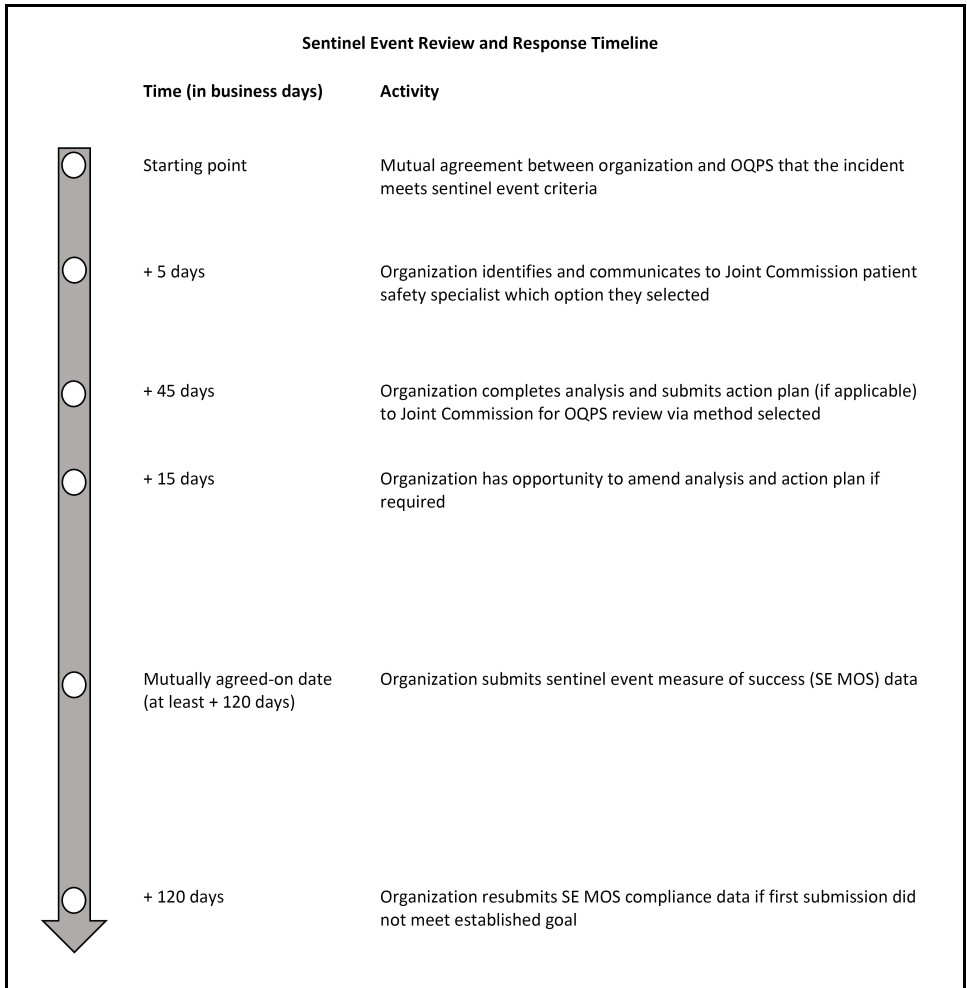 Sentinel Event Review and Response Timeline
Time (in business days) Activity
Starting point Mutual agreement between organization and OQPS that the incident
meets sentinel event criteria
+ 5 days Organization identifies and communicates to Joint Commission patient
safety specialist which option they selected
+ 45 days Organization completes analysis and submits action plan (if applicable)
to Joint Commission for OQPS review via method selected
+ 15 days Organization has opportunity to amend analysis and action plan if
required
Mutually agreed-on date Organization submits sentinel event measure of success (SE MOS) data
(at least + 120 days)
+ 120 days Organization resubmits SE MOS compliance data if first submission did
not meet established goal